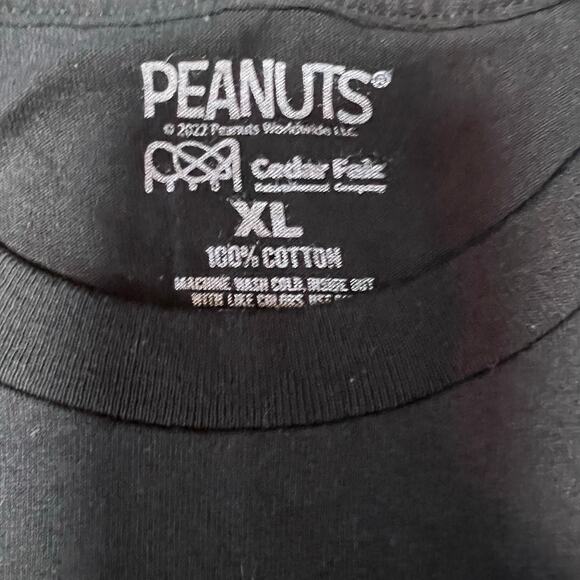 PEANUTS®
© 2022 Peanuts Worldwide LLC
Cedar Fair
Entertainment Company
XL
100% COTTON
MACHINE WASH COLD, INSIDE OUT
WITH LIKE COLORS, USE